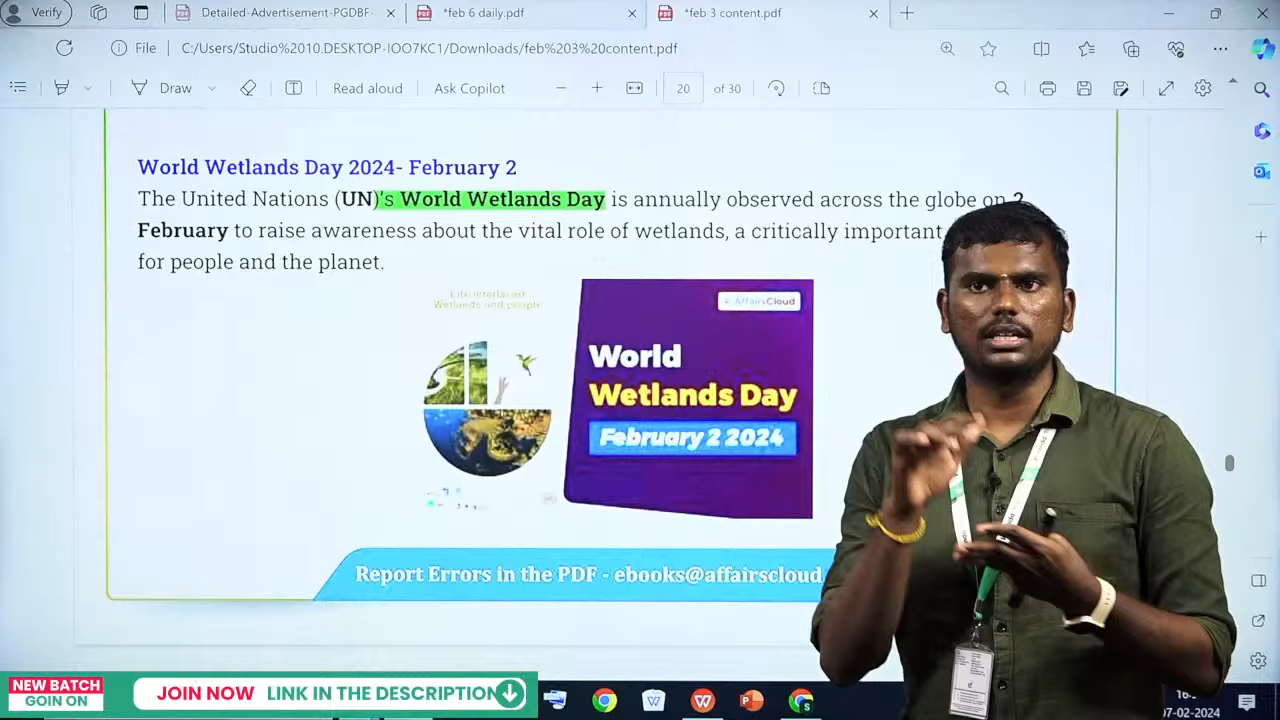 Verify
Detailed-Advertisement-PGDBF-
*feb 6 daily.pdf
*feb 3 content.pdf
File
C:/Users/Studio%2010.DESKTOP-IOO7KC1/Downloads/feb%203%20content.pdf
Draw
Read aloud
Ask Copilot
20 of 30
World Wetlands Day 2024- February 2
The United Nations (UN)'s World Wetlands Day is annually observed across the globe on 2
February to raise awareness about the vital role of wetlands, a critically important
for people and the planet.
Wetlands and people
AffairsCloud
World
Wetlands Day
February 2 2024
Report Errors in the PDF - ebooks@affairscloud
NEW BATCH
GOIN ON
JOIN NOW LINK IN THE DESCRIPTION
07-02-2024